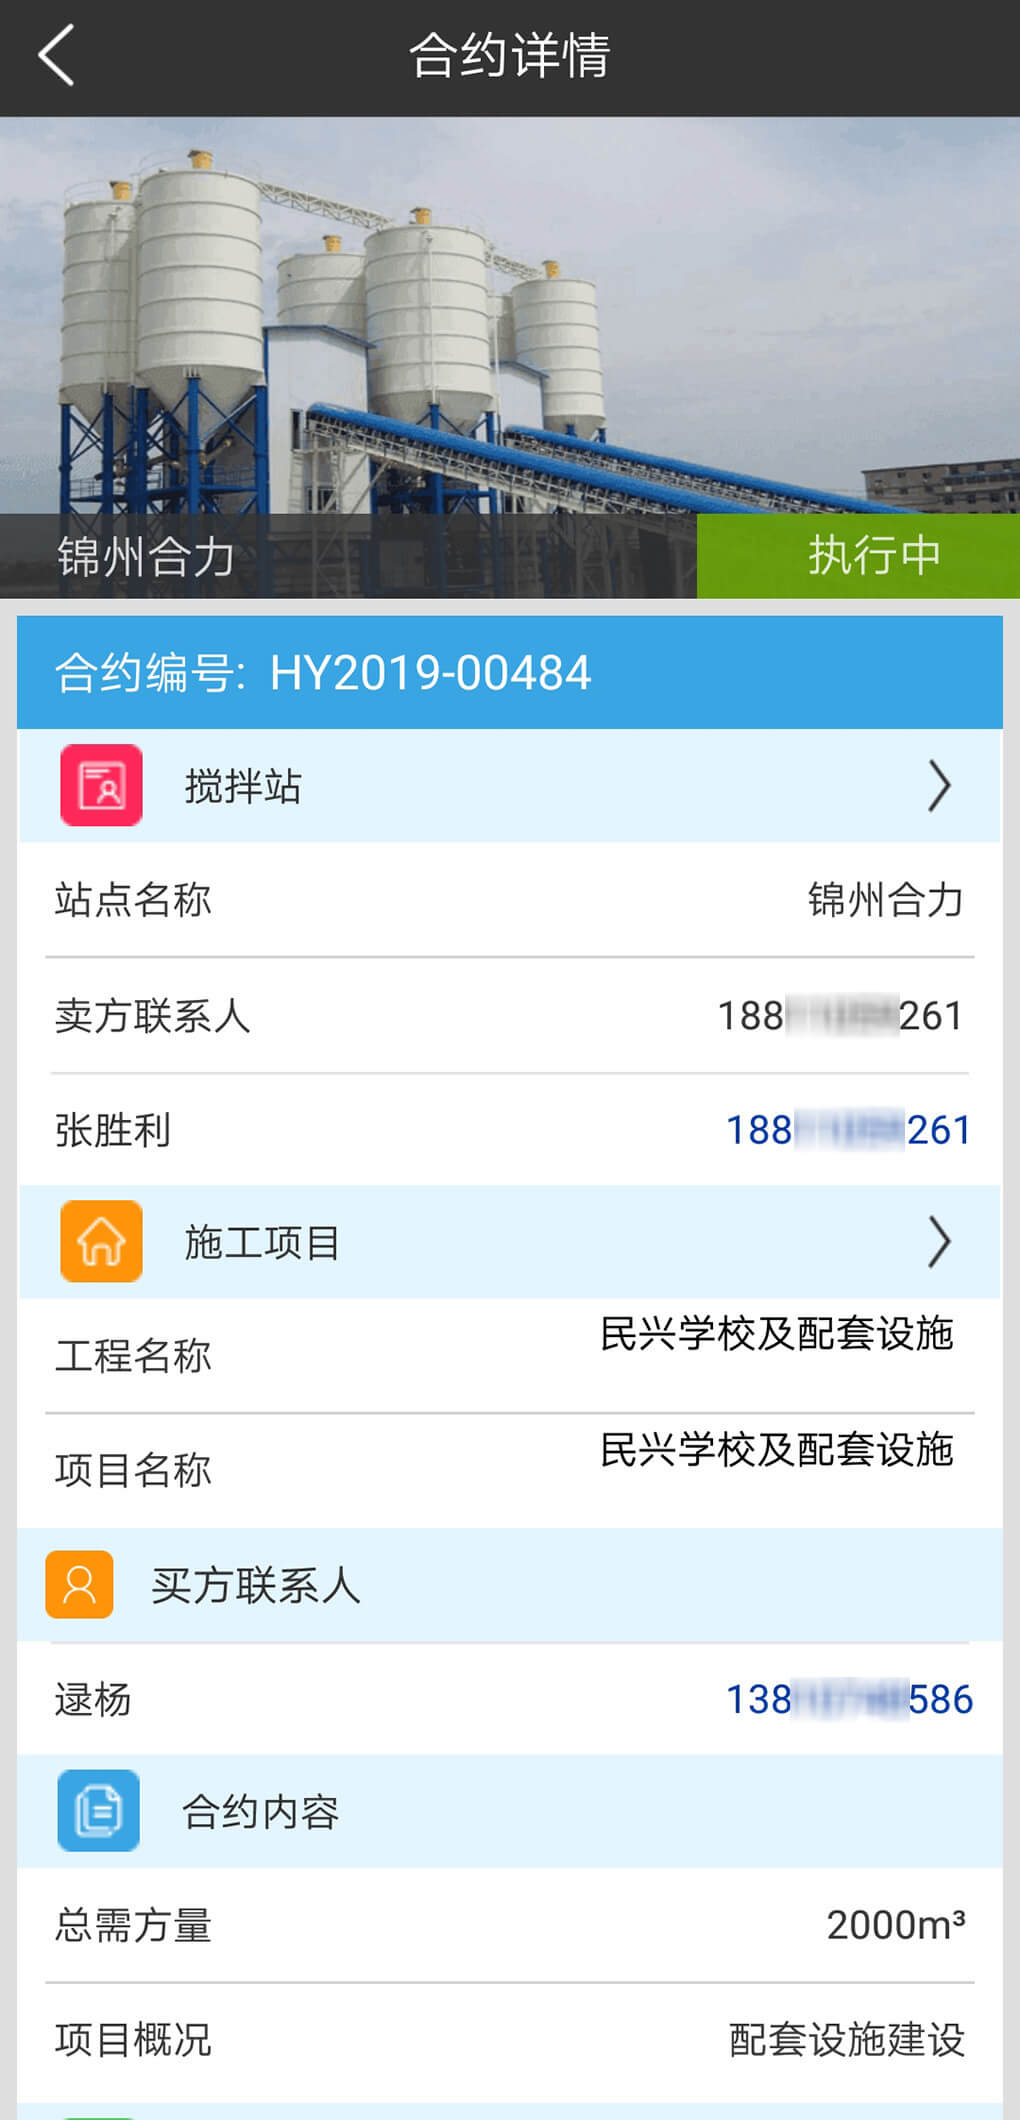 合约详情
锦州合力
执行中
合约编号: HY2019-00484
搅拌站
站点名称 锦州合力
卖方联系人 188 261
张胜利 188 261
施工项目
工程名称 民兴学校及配套设施
项目名称 民兴学校及配套设施
买方联系人
逯杨 138 586
合约内容
总需方量 2000m³
项目概况 配套设施建设